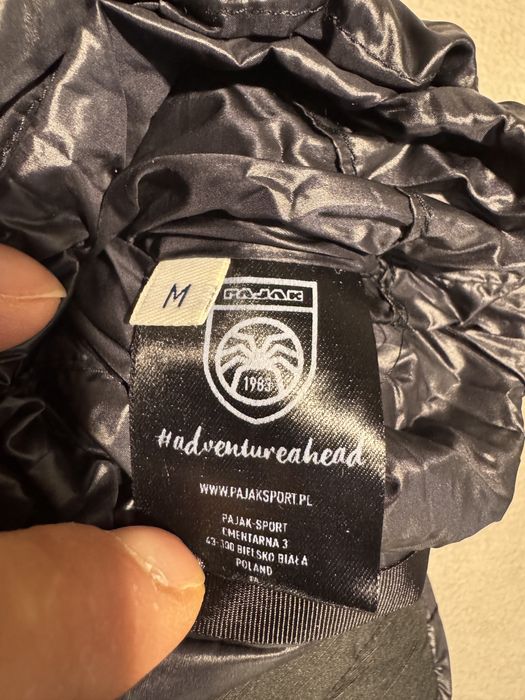 M
PAJAK
1983
#adventureahead
WWW.PAJAKSPORT.PL
PAJAK-SPORT
CMENTARNA 3
43-300 BIELSKO BIAŁA
POLAND